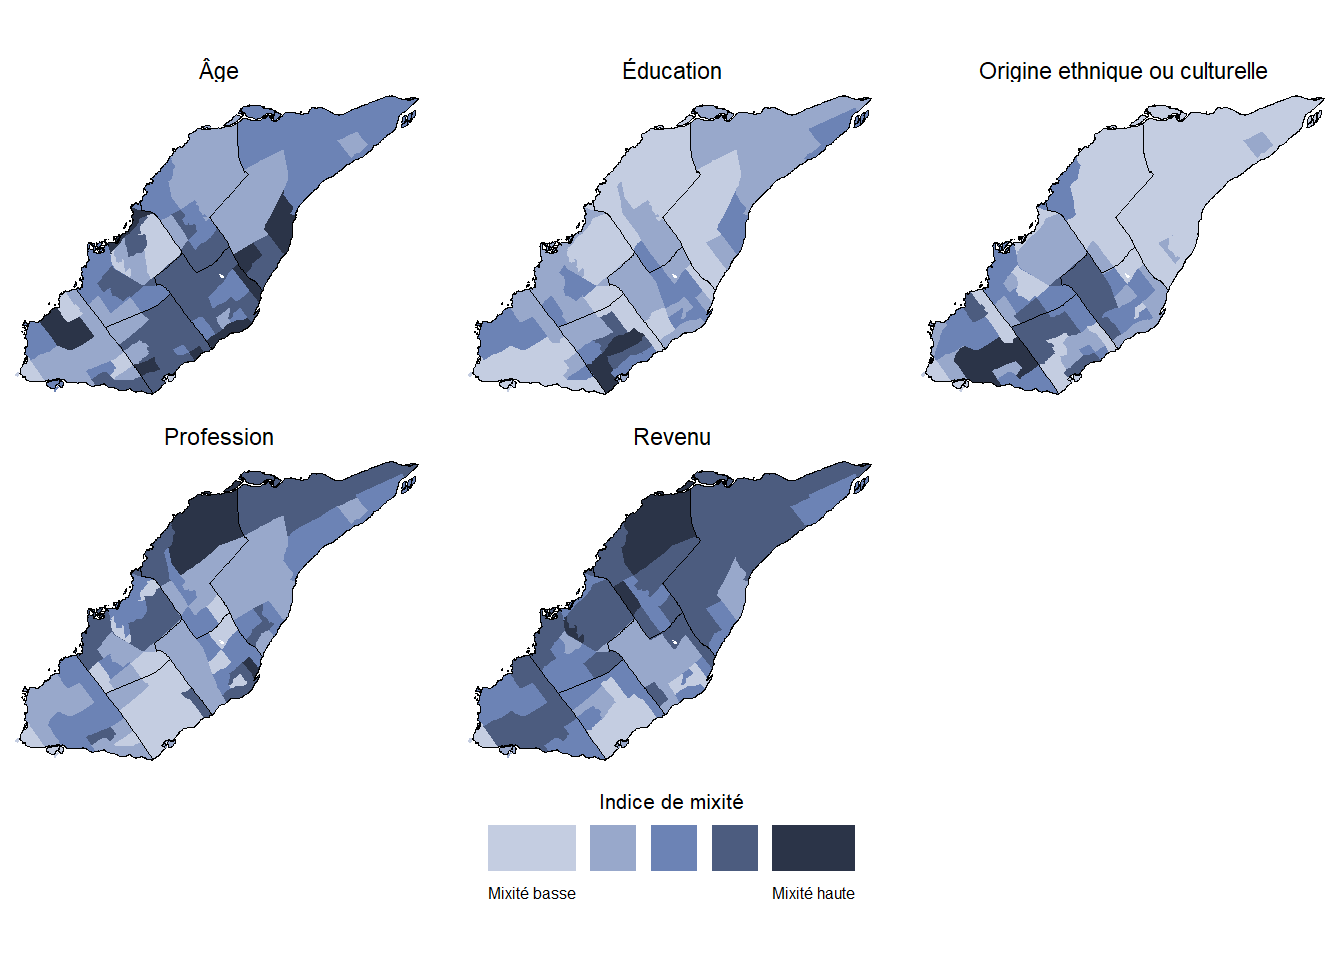 Âge
Éducation
Origine ethnique ou culturelle
Profession
Revenu
Indice de mixité
Mixité basse
Mixité haute